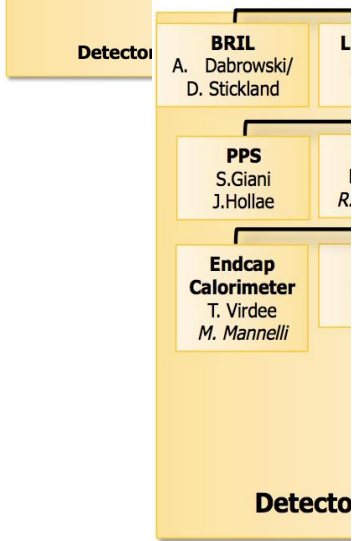 Detector
BRIL
A. Dabrowski/
D. Stickland
L
PPS
S.Giani
J.Hollae
R.
Endcap
Calorimeter
T. Virdee
M. Mannelli
Detecto